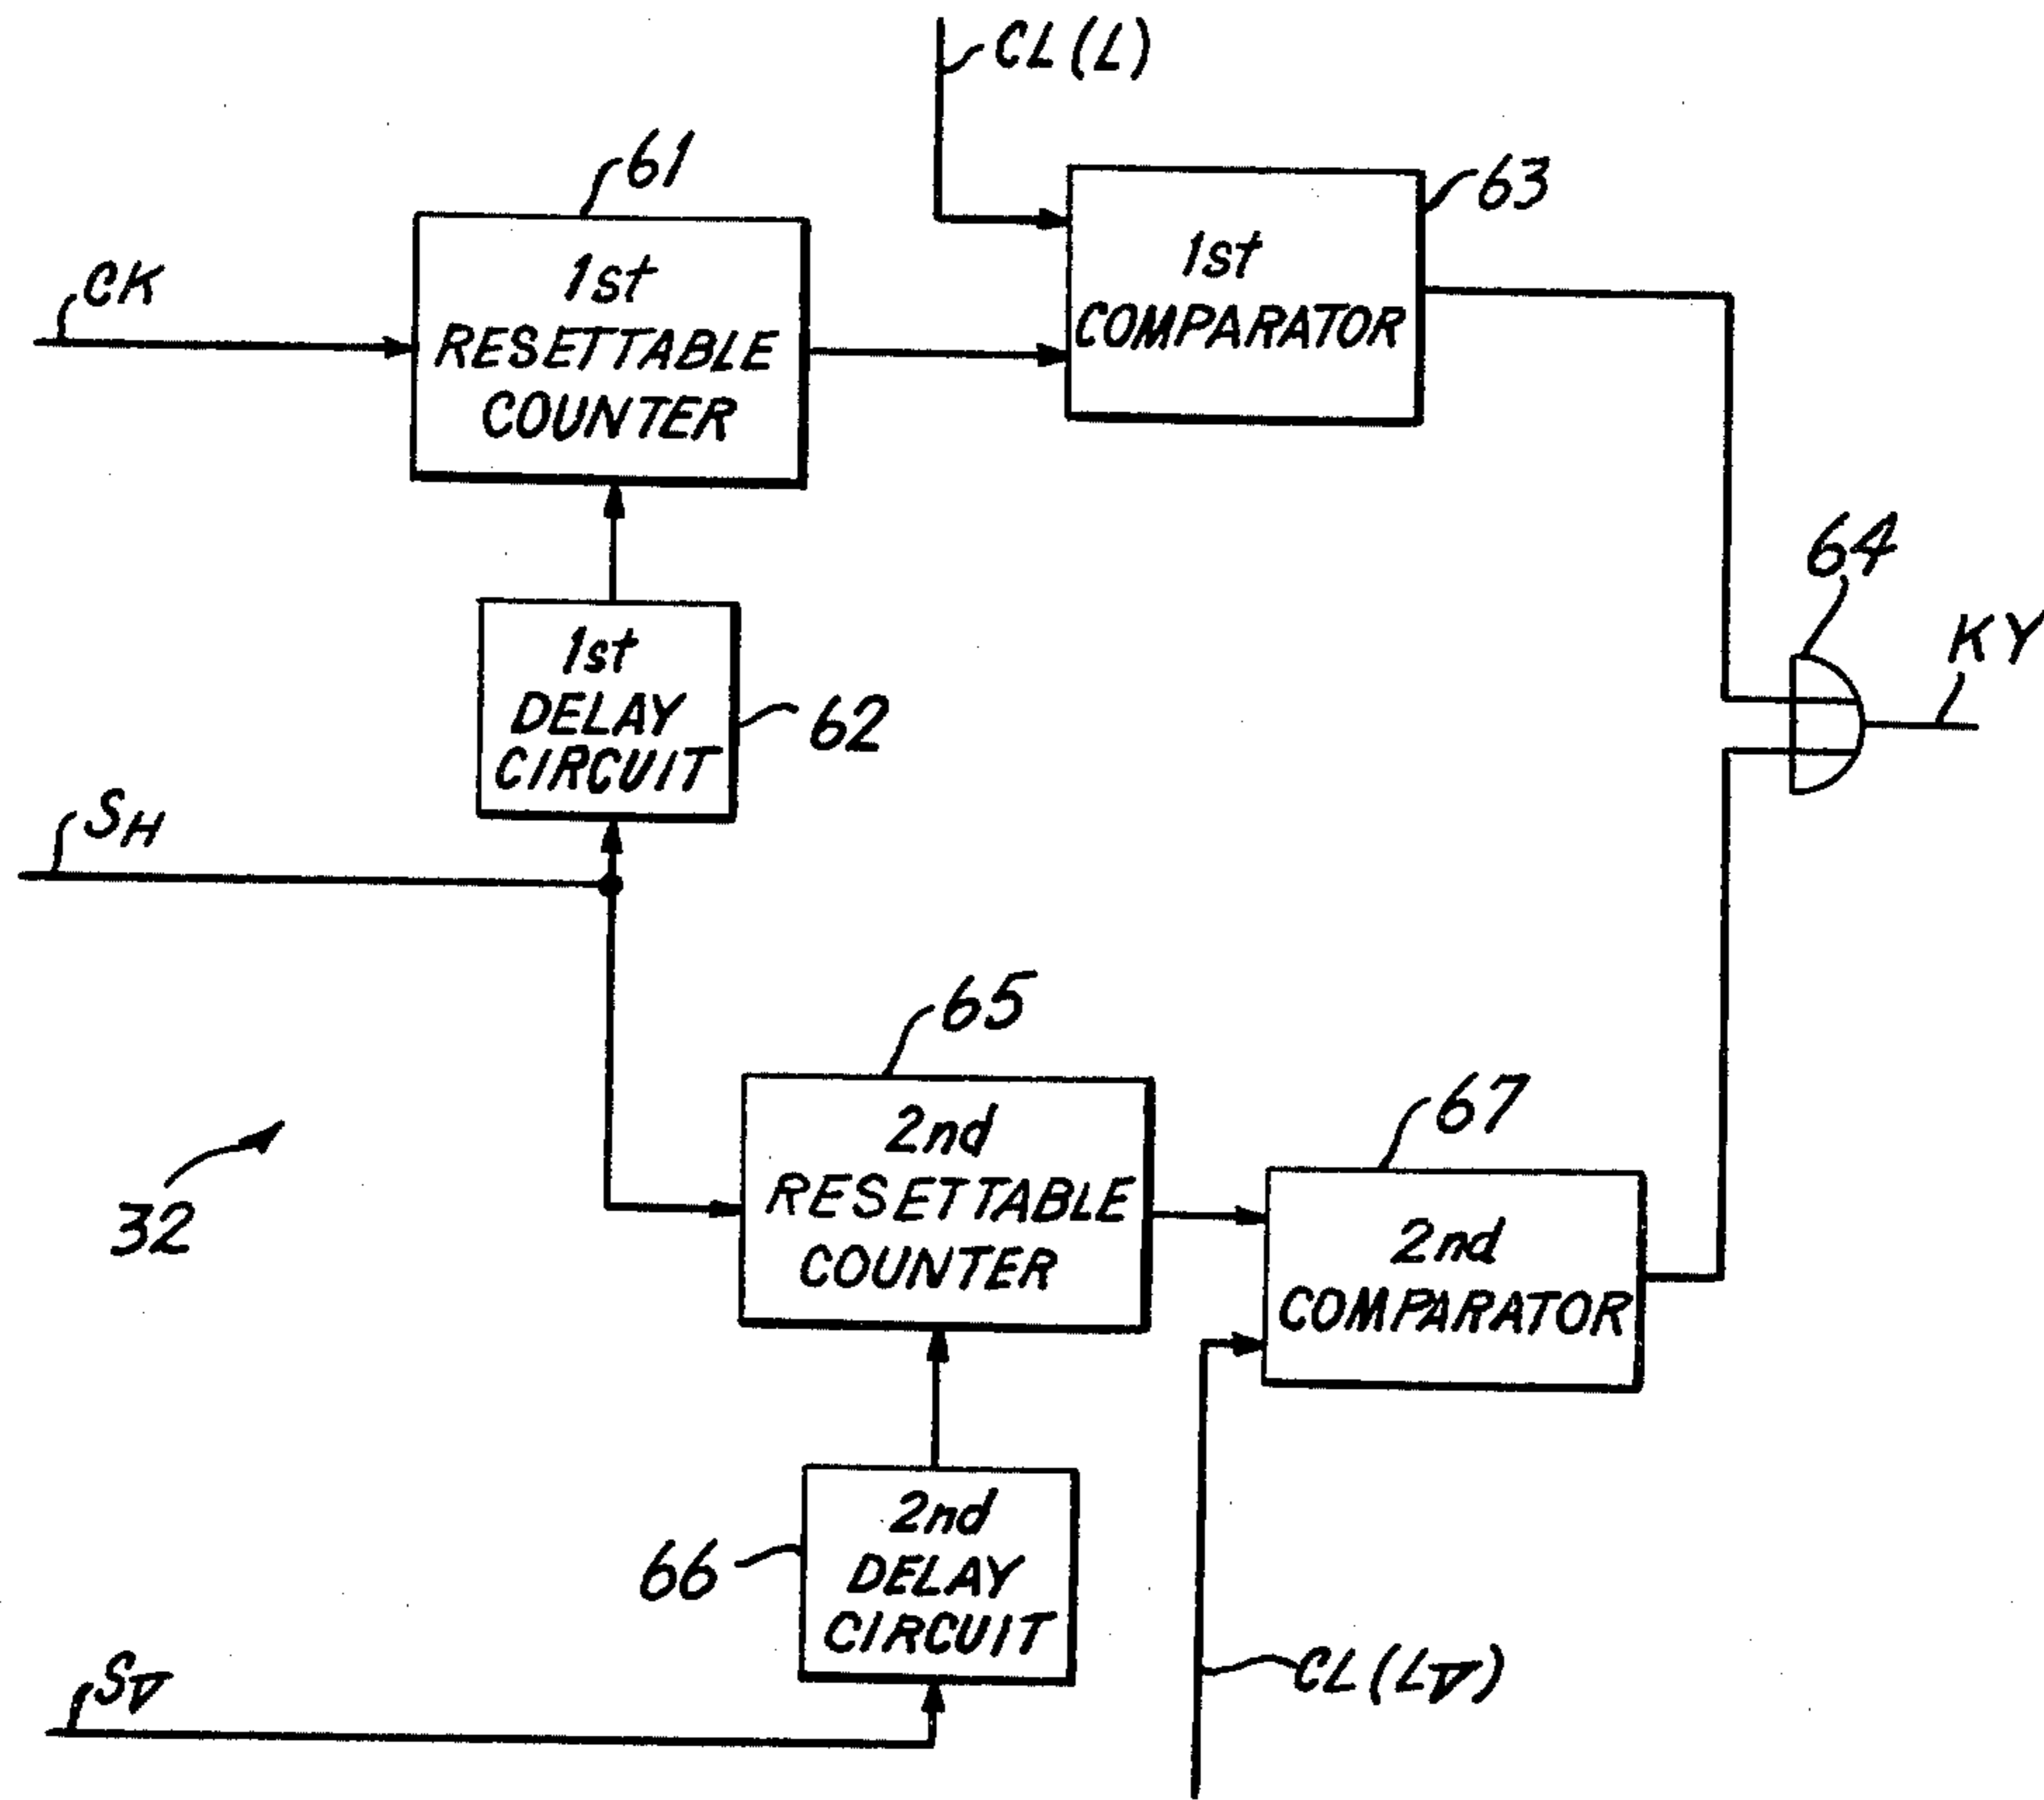 CL(L)
61
63
CK
1st
RESETTABLE
COUNTER
1st
COMPARATOR
64
KY
1st
DELAY
CIRCUIT
62
SH
65
67
2nd
RESETTABLE
COUNTER
2nd
COMPARATOR
32
66
2nd
DELAY
CIRCUIT
SV
CL(LV)